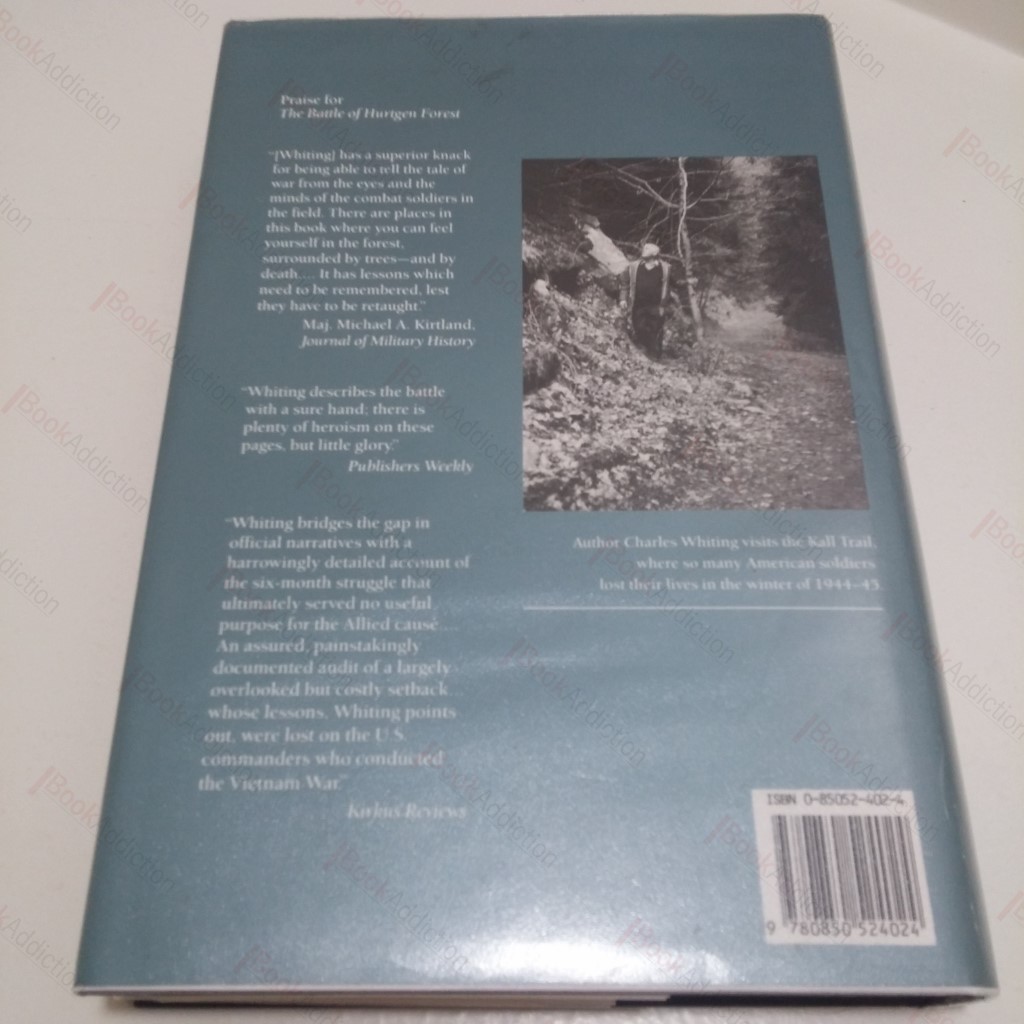 Praise for
The Battle of Hurtgen Forest
"[Whiting] has a superior knack
for being able to tell the tale of
war from the eyes and the
minds of the combat soldiers in
the field. There are places in
this book where you can feel
yourself in the forest,
surrounded by trees—and by
death.... It has lessons which
need to be remembered, lest
they have to be retaught."
Maj. Michael A. Kirtland,
Journal of Military History
"Whiting describes the battle
with a sure hand; there is
plenty of heroism on these
pages, but little glory."
Publishers Weekly
"Whiting bridges the gap in
official narratives with a
harrowingly detailed account of
the six-month struggle that
ultimately served no useful
purpose for the Allied cause....
An assured, painstakingly
documented audit of a largely
overlooked but costly setback
whose lessons, Whiting points
out, were lost on the U.S.
commanders who conducted
the Vietnam War."
Kirkus Reviews
Author Charles Whiting visits the Kall Trail,
where so many American soldiers
lost their lives in the winter of 1944–45.
ISBN 0-85052-402-4
9 780850 524024
BookAddiction